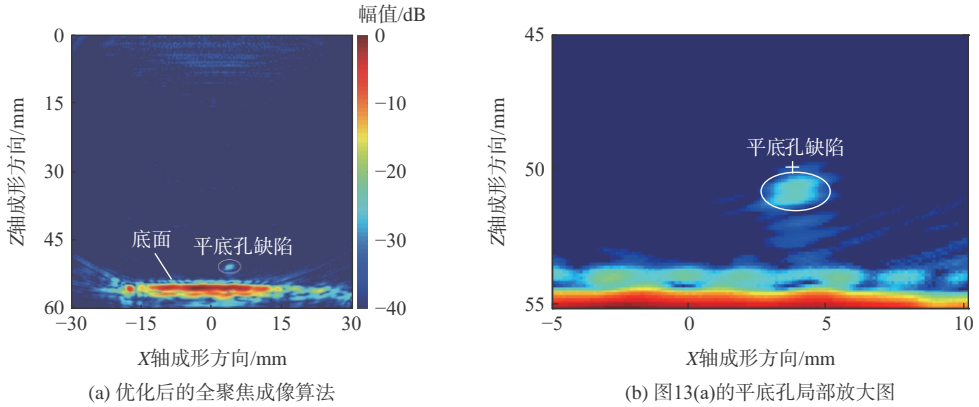 幅值/dB
0
15
30
45
60
Z轴成形方向/mm
底面
平底孔缺陷
−30
−15
0
15
30
X轴成形方向/mm
0
−10
−20
−30
−40
(a) 优化后的全聚焦成像算法
45
50
55
Z轴成形方向/mm
平底孔缺陷
−5
0
5
10
X轴成形方向/mm
(b) 图13(a)的平底孔局部放大图